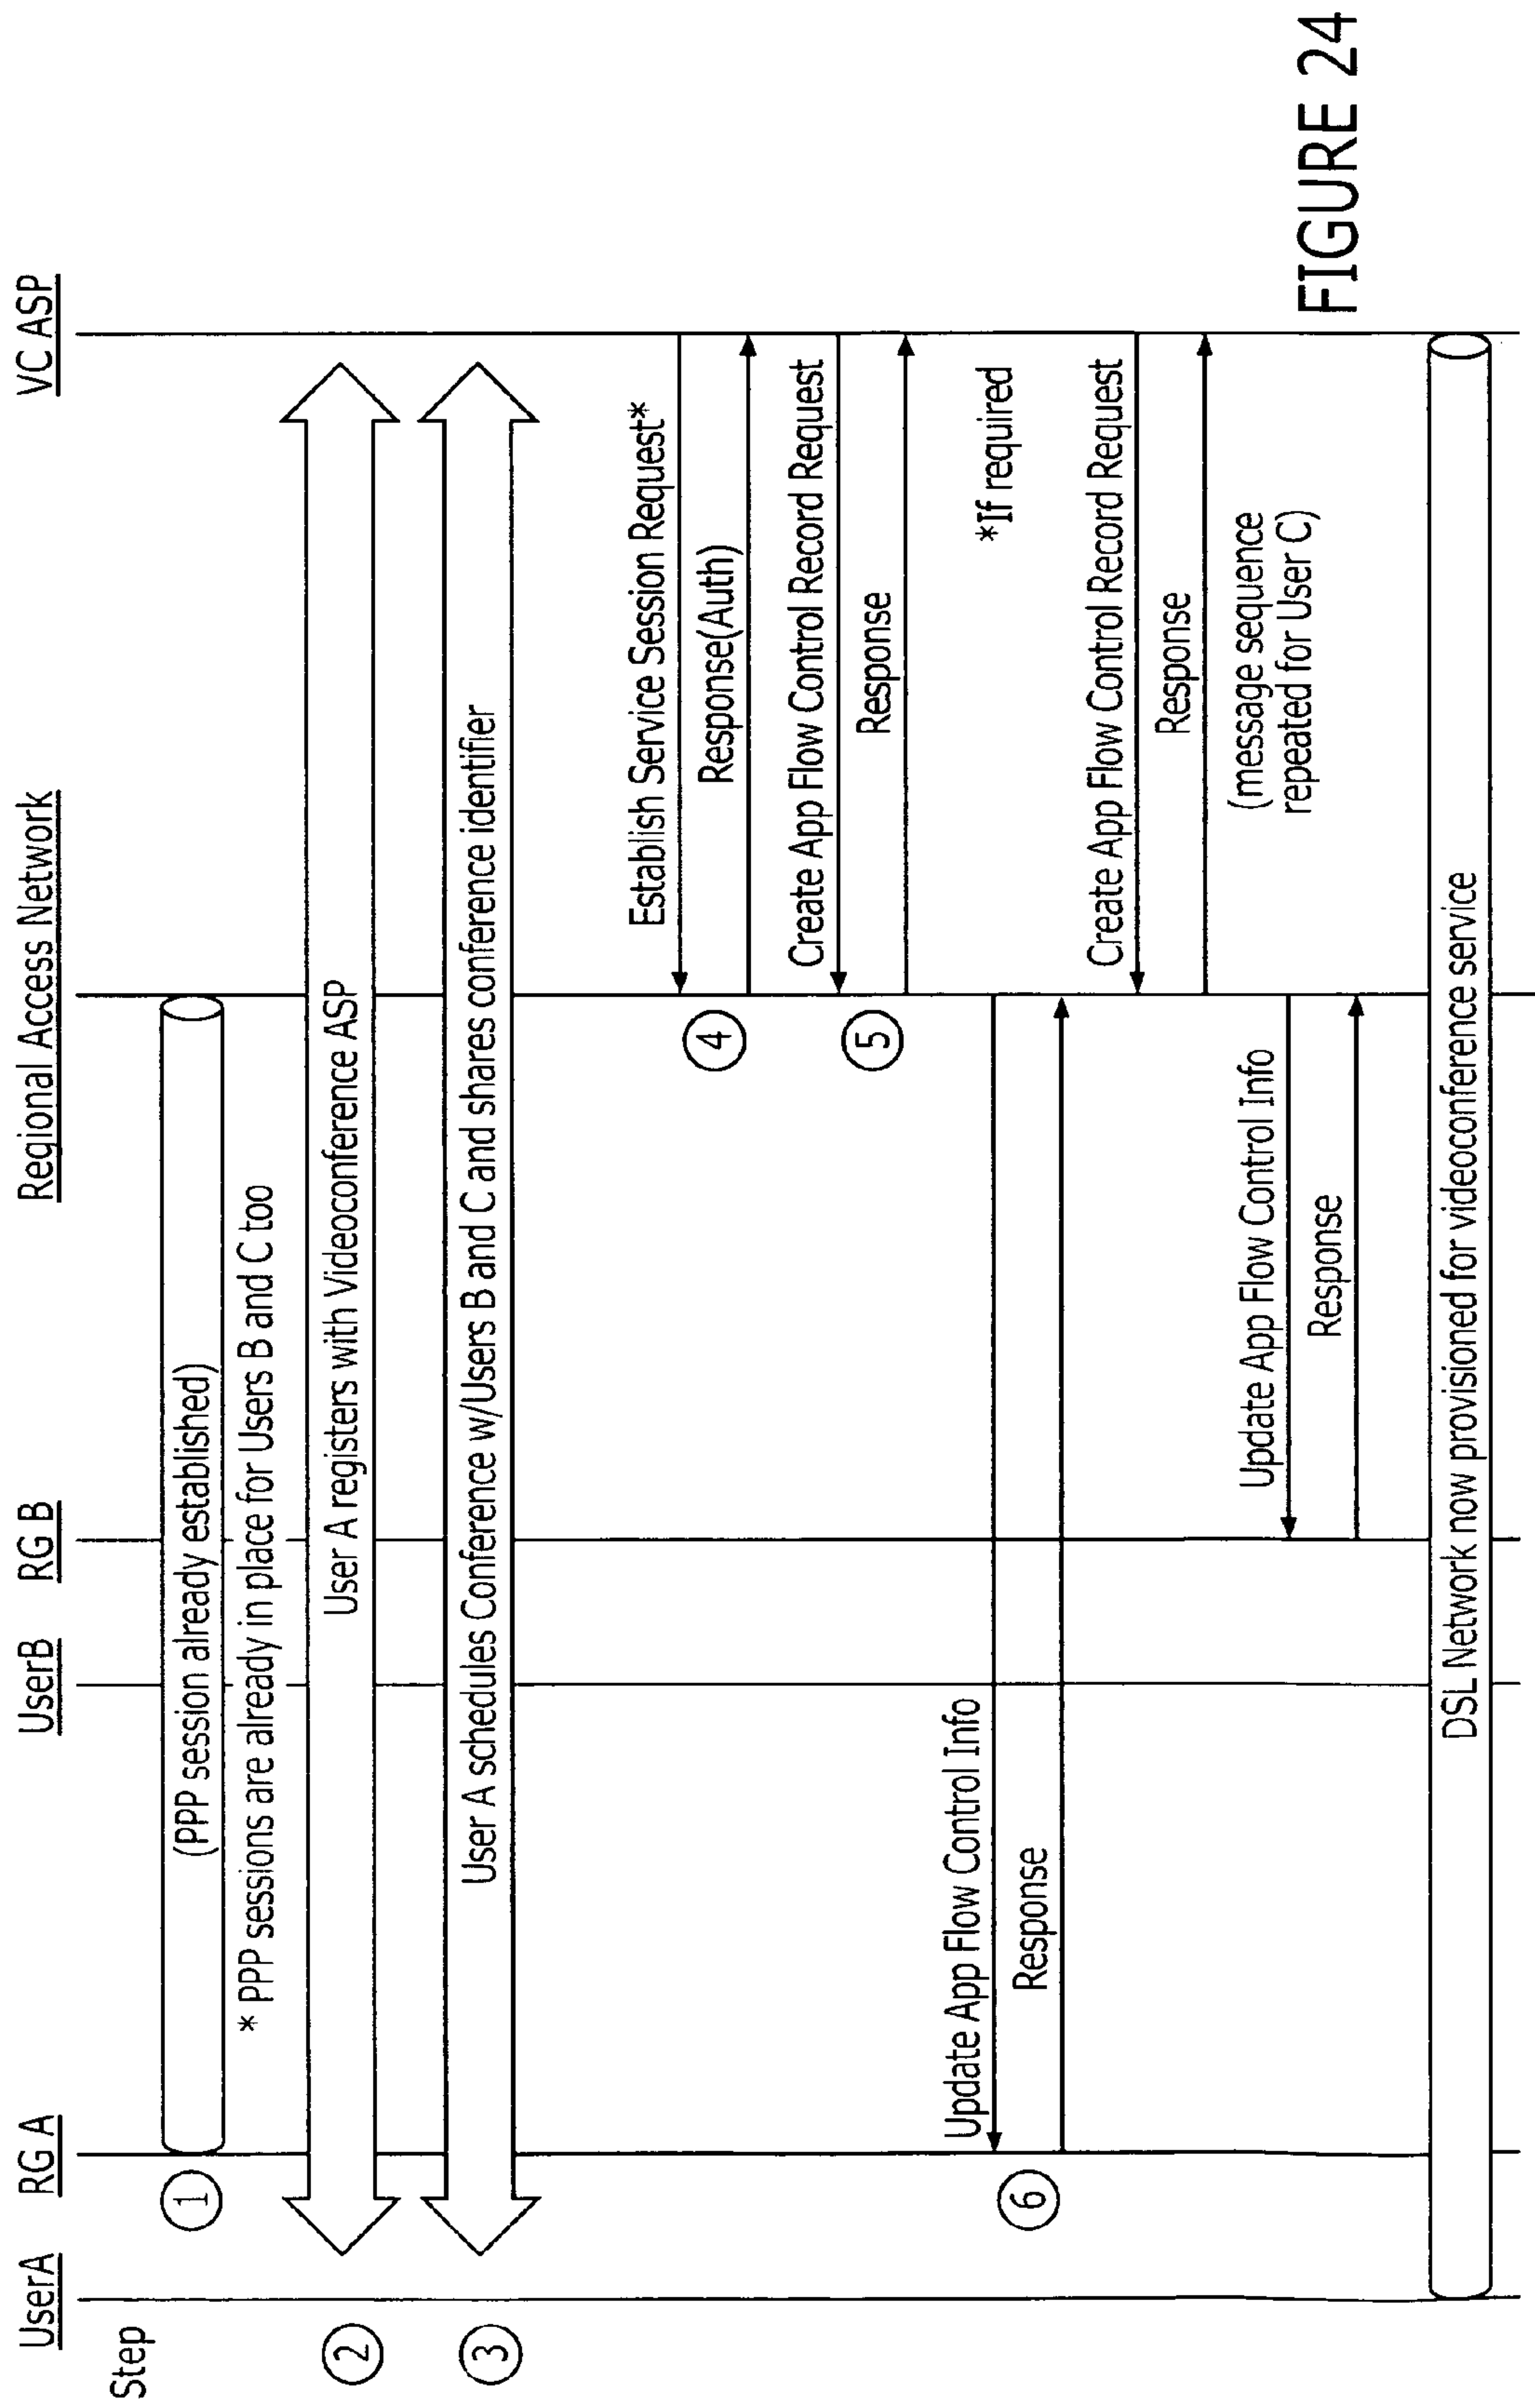 UserA
RG A
UserB
RG B
Regional Access Network
VC ASP
Step
1
(PPP session already established)
* PPP sessions are already in place for Users B and C too
2
User A registers with Videoconference ASP
3
User A schedules Conference w/Users B and C and shares conference identifier
Establish Service Session Request*
4
Response(Auth)
Create App Flow Control Record Request
5
Response
Update App Flow Control Info
*If required
6
Response
Create App Flow Control Record Request
Response
(message sequence
repeated for User C)
Update App Flow Control Info
Response
DSL Network now provisioned for videoconference service
FIGURE 24